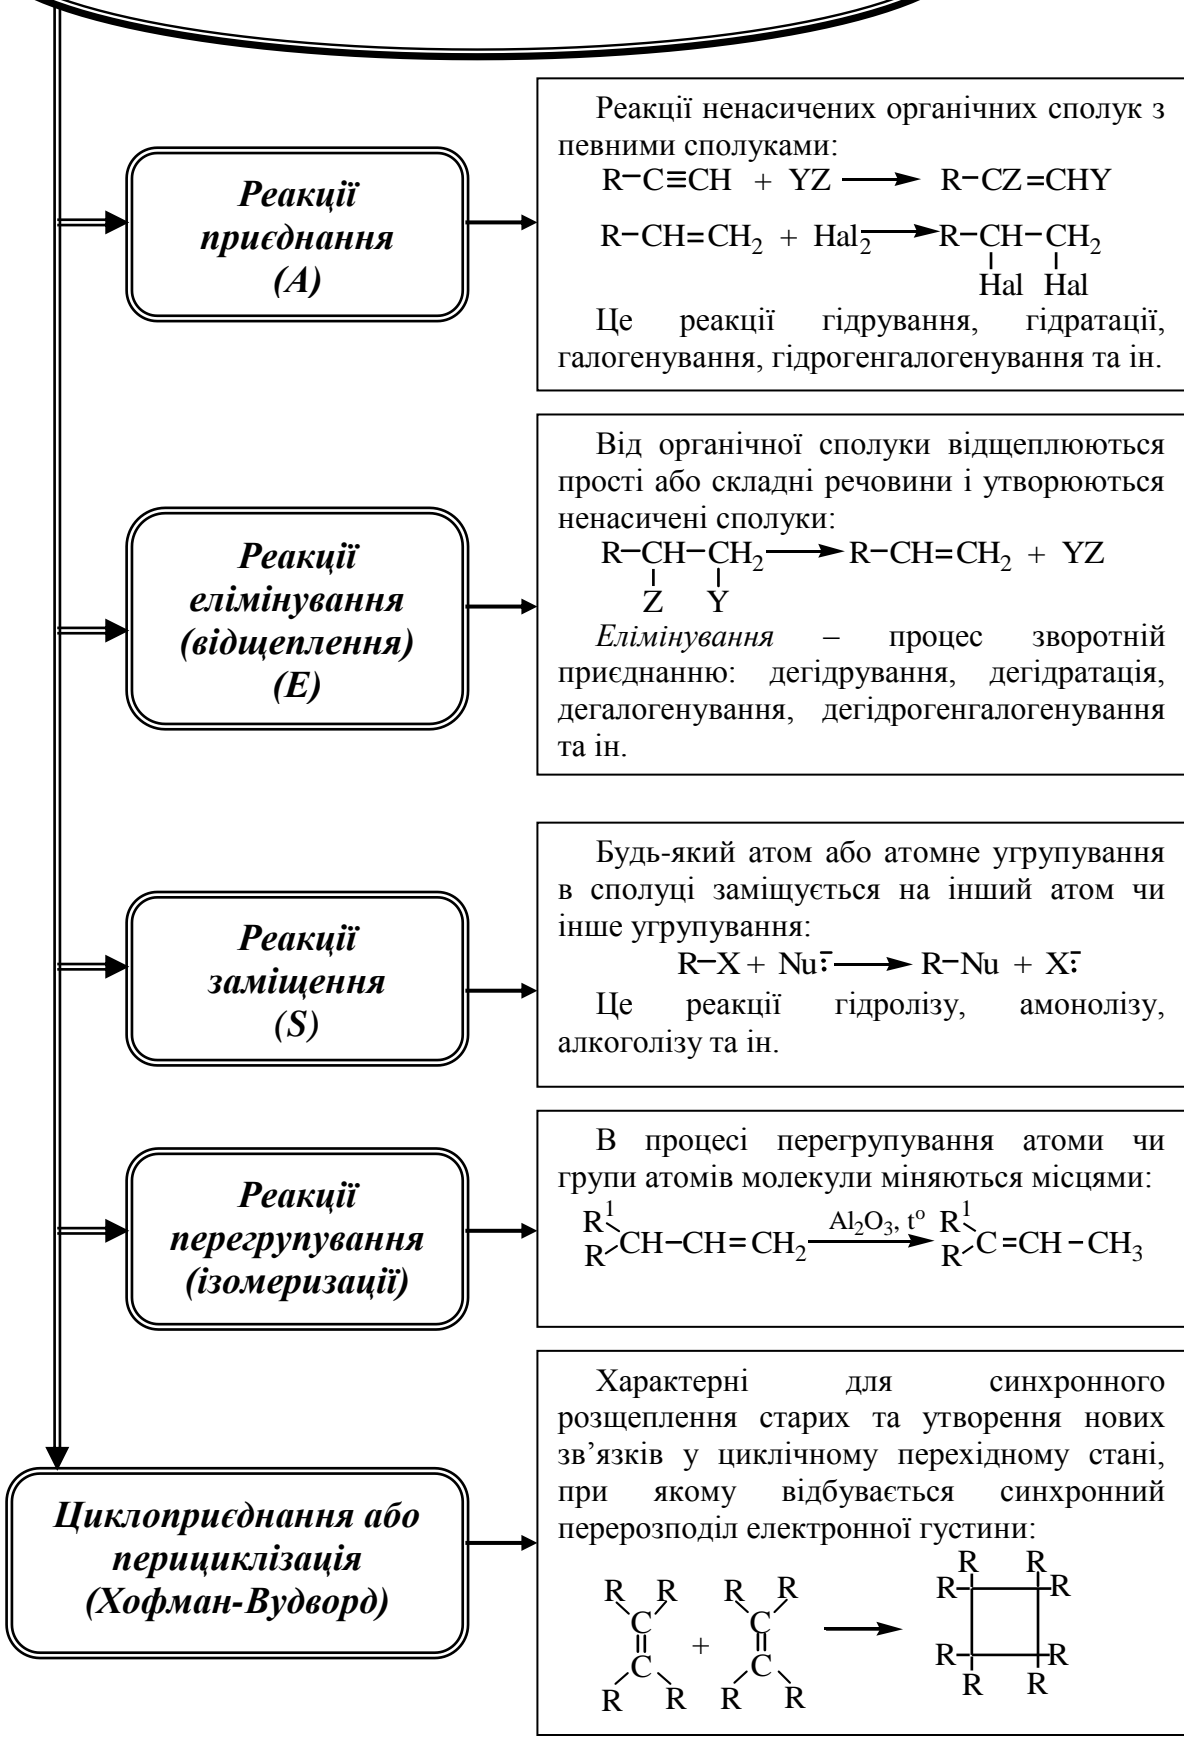 Реакції
приєднання
(A)
Реакції ненасичених органічних сполук з
певними сполуками:
R−C≡CH + YZ → R−CZ=CHY
R−CH=CH₂ + Hal₂ → R−CH−CH₂
Hal Hal
Це реакції гідрування, гідратації,
галогенування, гідрогенгалогенування та ін.
Реакції
елімінування
(відщеплення)
(E)
Від органічної сполуки відщеплюються
прості або складні речовини і утворюються
ненасичені сполуки:
R−CH−CH₂ → R−CH=CH₂ + YZ
Z Y
Елімінування – процес зворотній
приєднанню: дегідрування, дегідратація,
дегалогенування, дегідрогенгалогенування
та ін.
Реакції
заміщення
(S)
Будь-який атом або атомне угрупування
в сполуці заміщується на інший атом чи
інше угрупування:
R−X + Nu:⁻ → R−Nu + X:⁻
Це реакції гідролізу, амонолізу,
алкоголізу та ін.
Реакції
перегрупування
(ізомеризації)
В процесі перегрупування атоми чи
групи атомів молекули міняються місцями:
R¹ Al₂O₃, tᵒ R¹
CH−CH=CH₂ → C=CH−CH₃
R R
Циклоприєднання або
перициклізація
(Хофман-Вудворд)
Характерні для синхронного
розщеплення старих та утворення нових
зв’язків у циклічному перехідному стані,
при якому відбувається синхронний
перерозподіл електронної густини:
R R
R R R R R R
C C
+ →
C C R R
R R R R R R